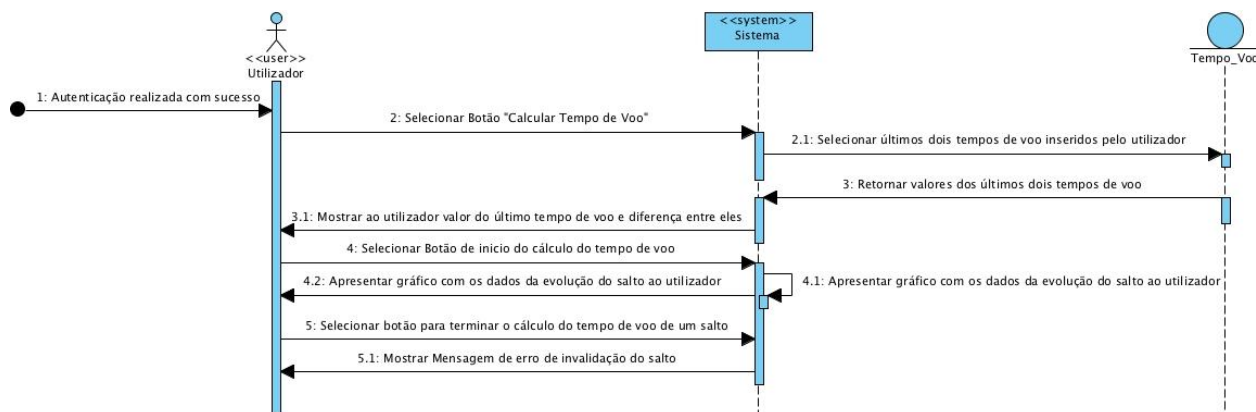 <<system>>
Sistema
<<user>>
Utilizador
Tempo_Voo
1: Autenticação realizada com sucesso
2: Selecionar Botão "Calcular Tempo de Voo"
2.1: Selecionar últimos dois tempos de voo inseridos pelo utilizador
3: Retornar valores dos últimos dois tempos de voo
3.1: Mostrar ao utilizador valor do último tempo de voo e diferença entre eles
4: Selecionar Botão de inicio do cálculo do tempo de voo
4.2: Apresentar gráfico com os dados da evolução do salto ao utilizador
4.1: Apresentar gráfico com os dados da evolução do salto ao utilizador
5: Selecionar botão para terminar o cálculo do tempo de voo de um salto
5.1: Mostrar Mensagem de erro de invalidação do salto